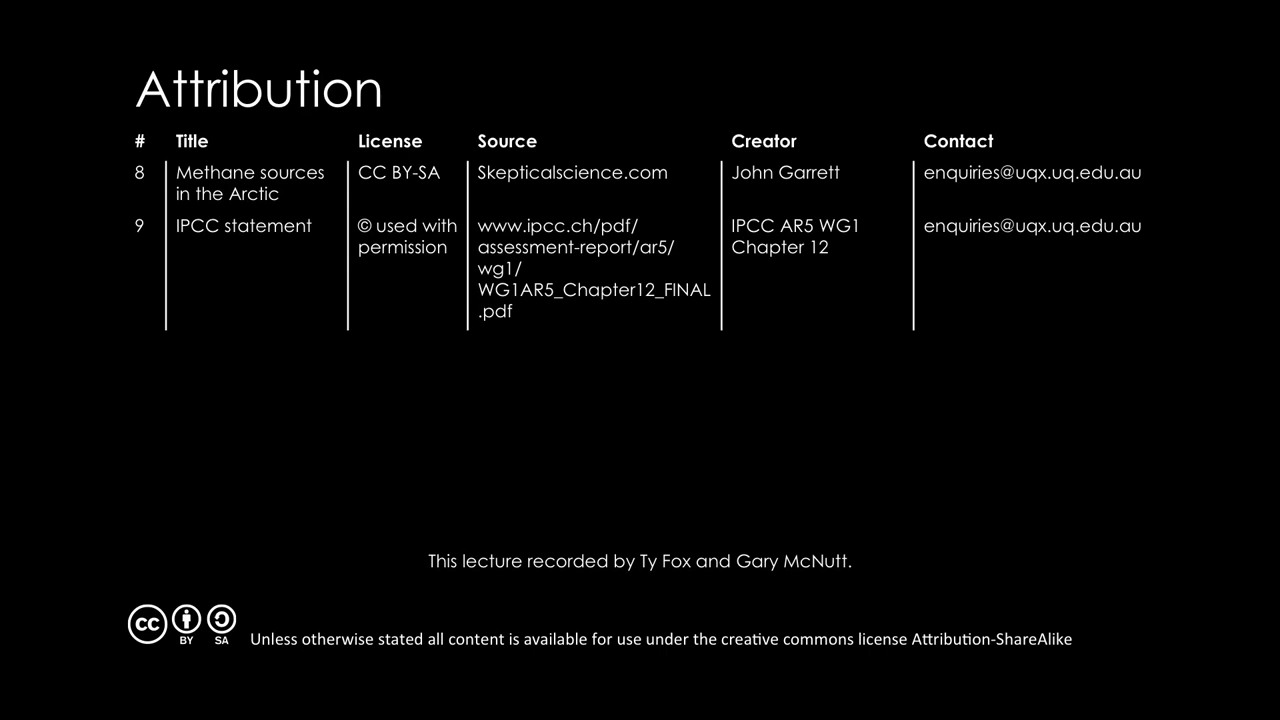 Attribution
# Title License Source Creator Contact
8 Methane sources CC BY-SA Skepticalscience.com John Garrett enquiries@uqx.uq.edu.au
in the Arctic
9 IPCC statement © used with www.ipcc.ch/pdf/ IPCC AR5 WG1 enquiries@uqx.uq.edu.au
permission assessment-report/ar5/ Chapter 12
wg1/
WG1AR5_Chapter12_FINAL
.pdf
This lecture recorded by Ty Fox and Gary McNutt.
cc BY SA Unless otherwise stated all content is available for use under the creative commons license Attribution-ShareAlike